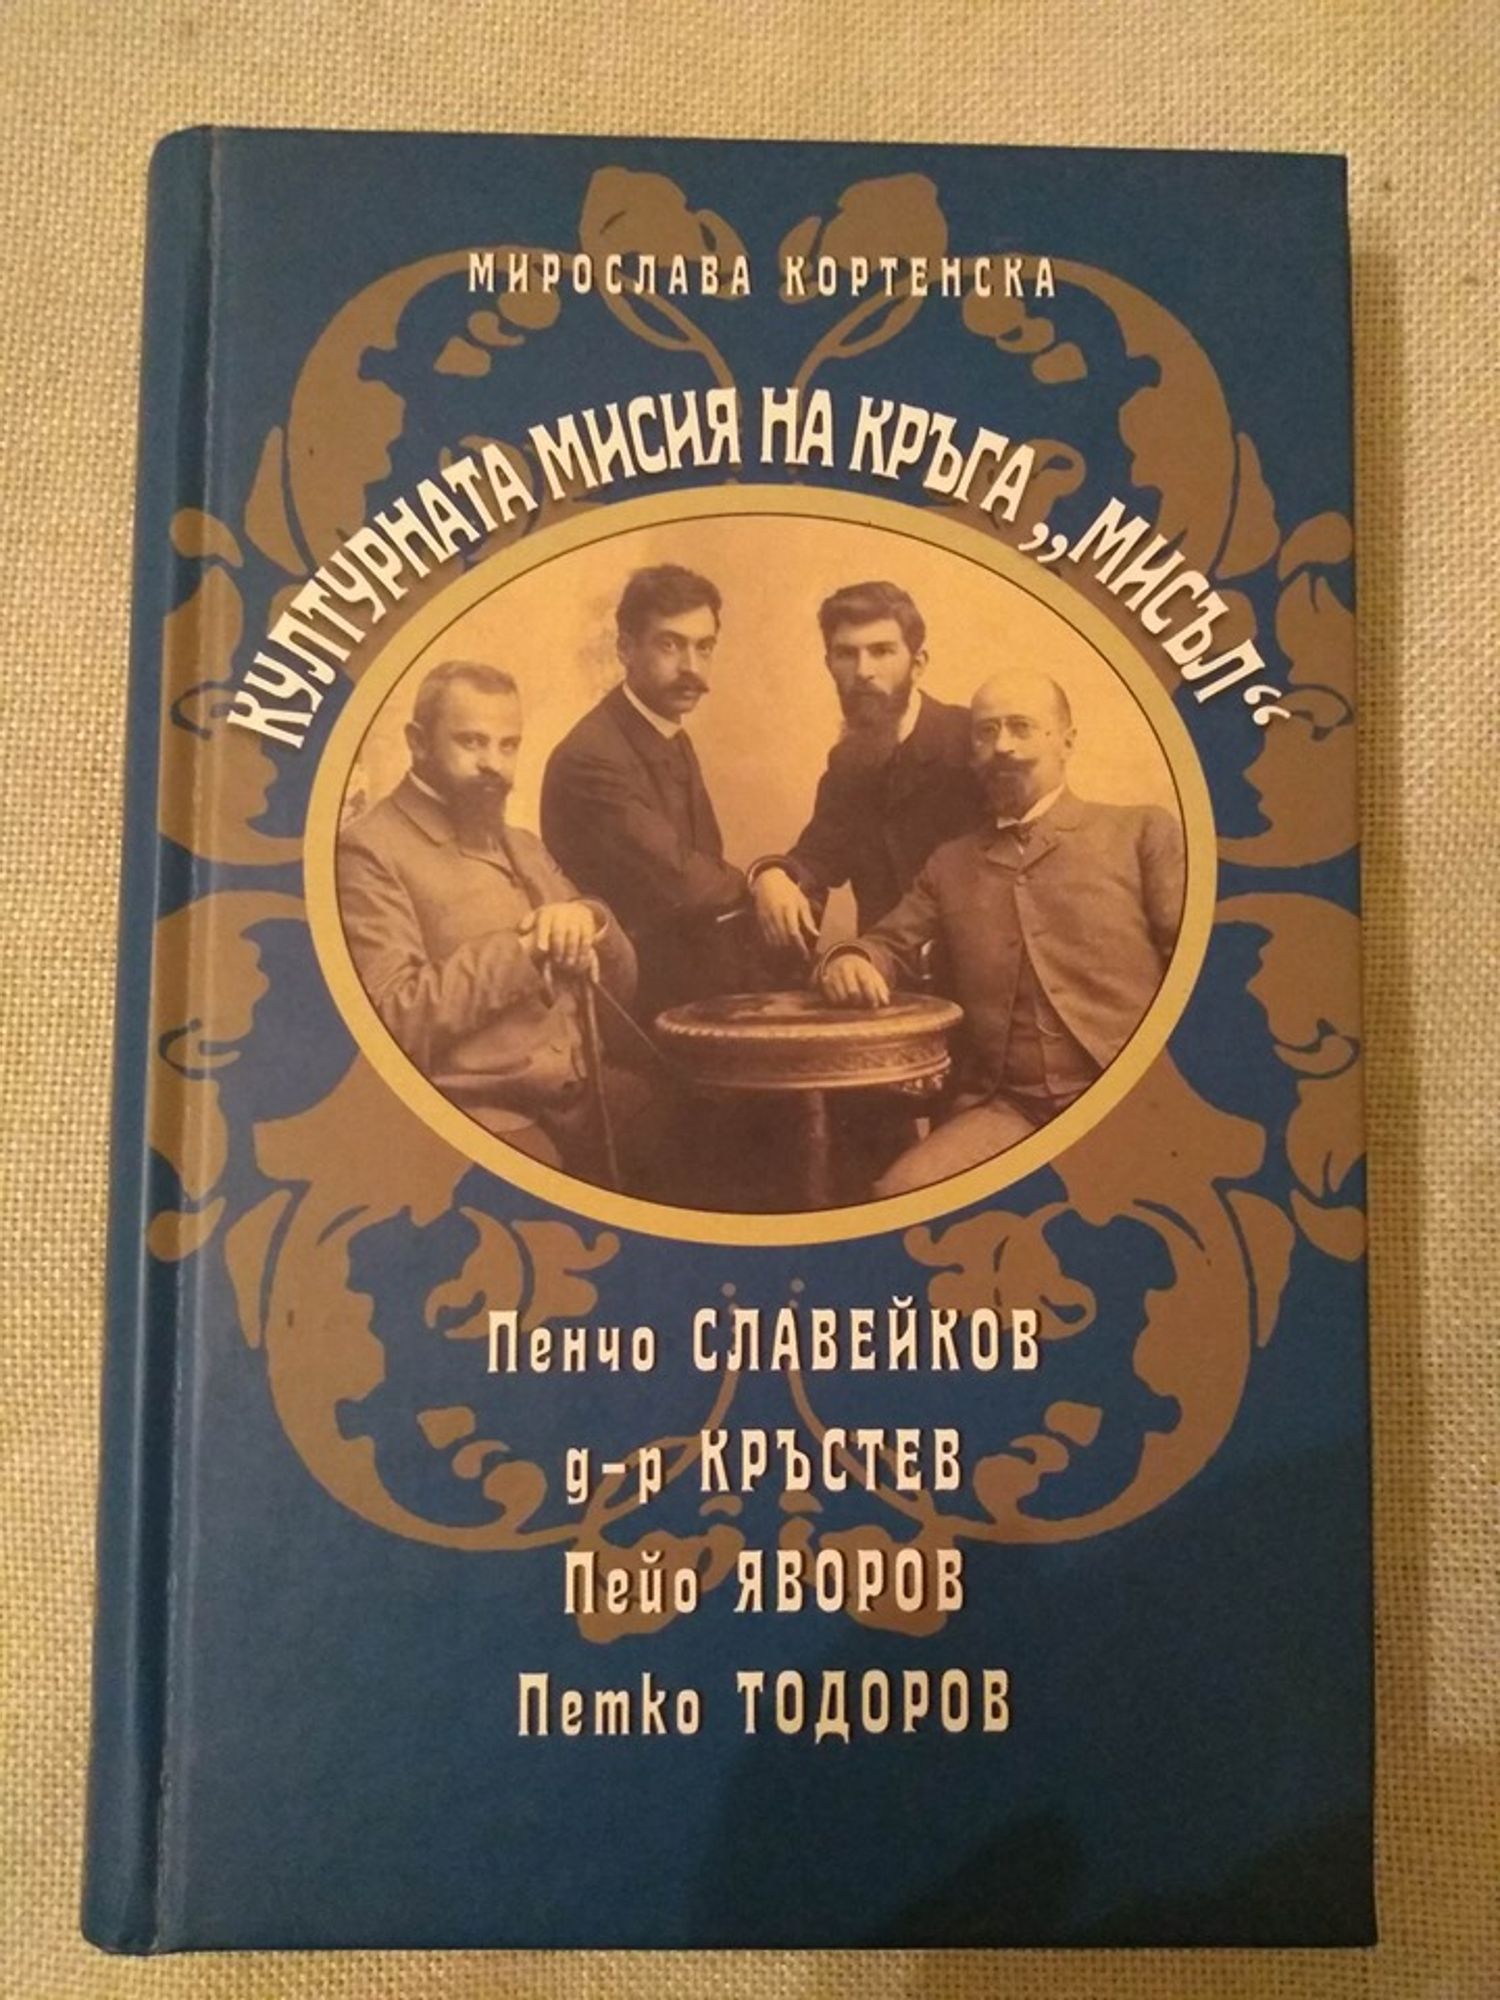 МИРОСЛАВА КОРТЕНСКА
КУЛТУРНАТА МИСИЯ НА КРЪГА „МИСЪЛ“
Пенчо СЛАВЕЙКОВ
д-р КРЪСТЕВ
Пейо ЯВОРОВ
Петко ТОДОРОВ